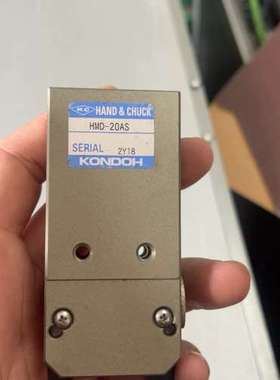 K.C HAND & CHUCK
HMD-20AS
SERIAL 2Y18
KONDOH